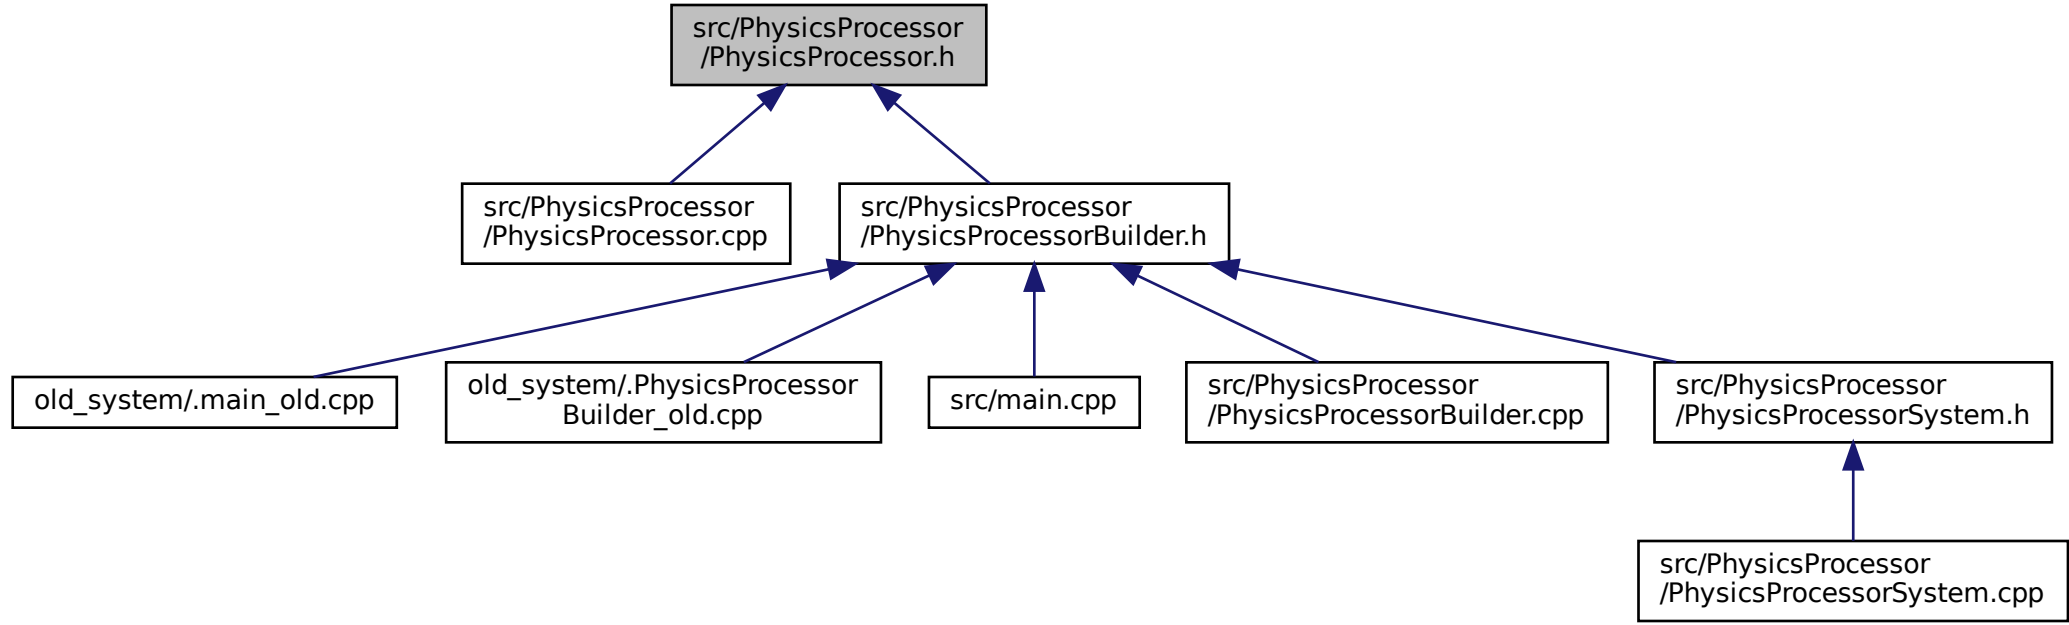 src/PhysicsProcessor
/PhysicsProcessor.h
src/PhysicsProcessor
/PhysicsProcessor.cpp
src/PhysicsProcessor
/PhysicsProcessorBuilder.h
old_system/.main_old.cpp
old_system/.PhysicsProcessor
Builder_old.cpp
src/main.cpp
src/PhysicsProcessor
/PhysicsProcessorBuilder.cpp
src/PhysicsProcessor
/PhysicsProcessorSystem.h
src/PhysicsProcessor
/PhysicsProcessorSystem.cpp